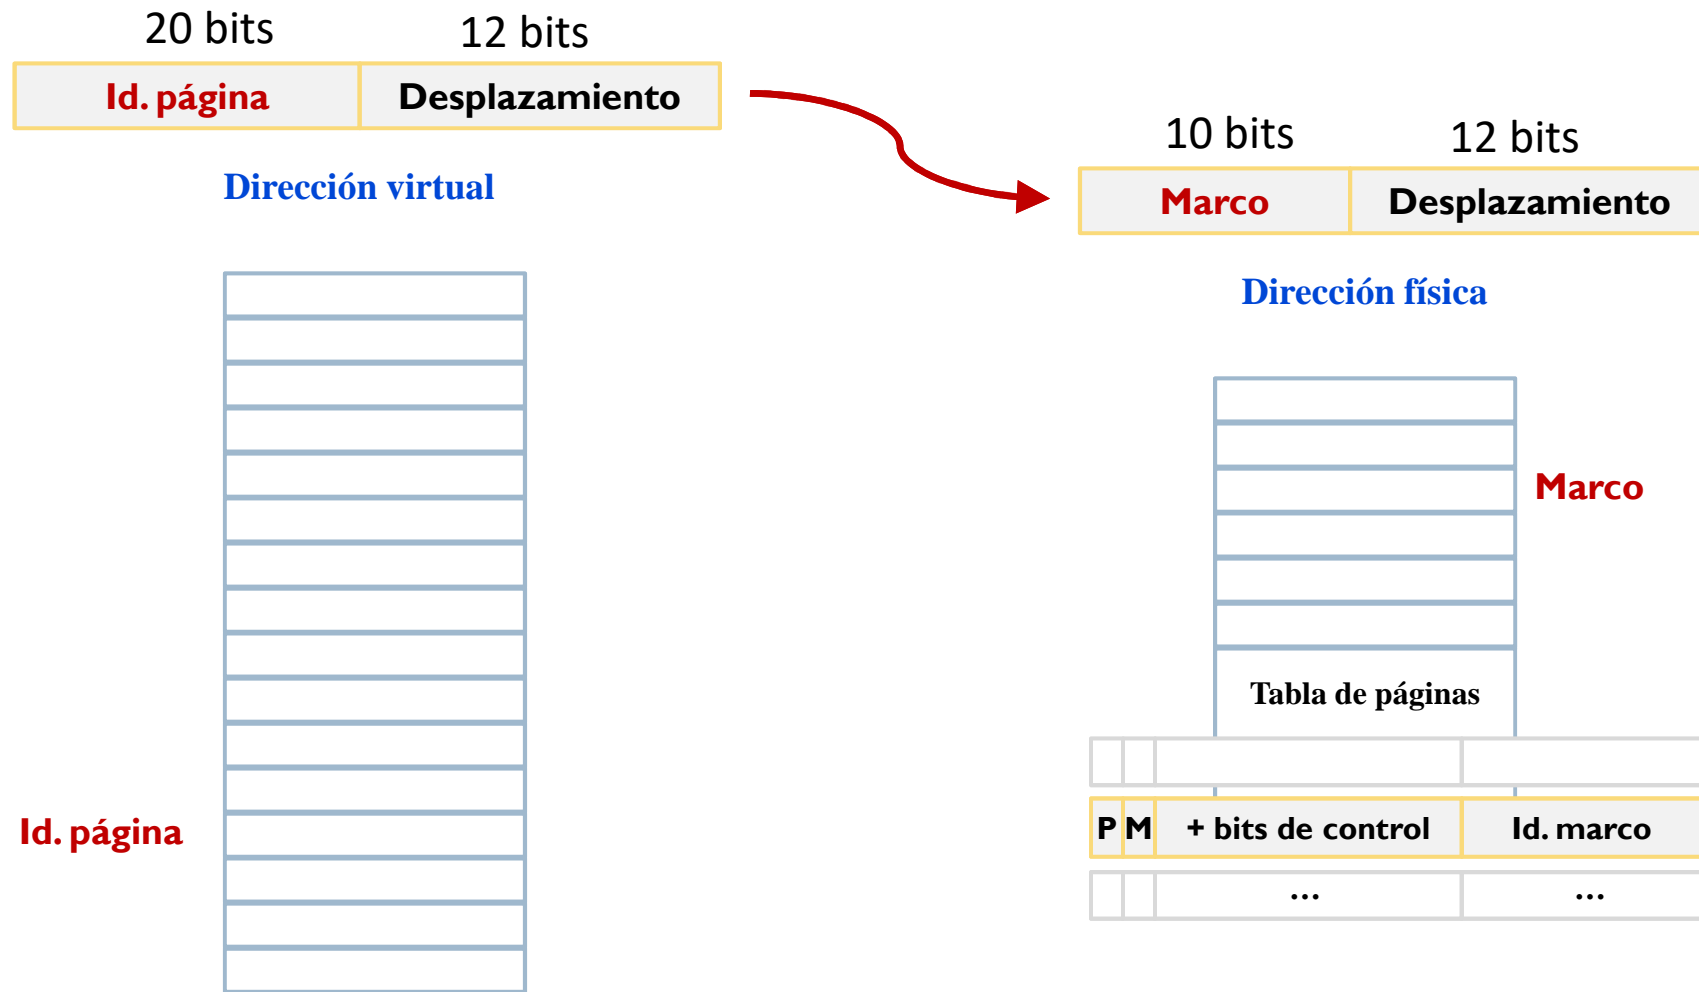 20 bits
12 bits
Id. página
Desplazamiento
Dirección virtual
10 bits
12 bits
Marco
Desplazamiento
Dirección física
Marco
Tabla de páginas
P
M
+ bits de control
Id. marco
...
...
Id. página